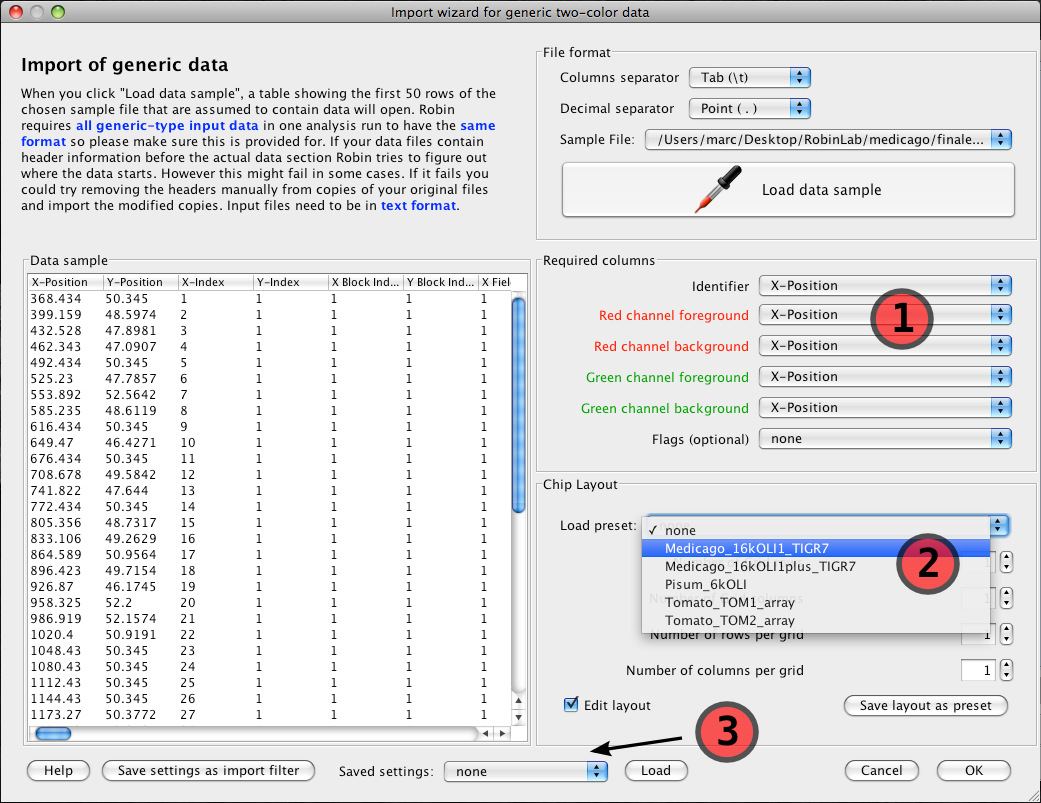 Import wizard for generic two-color data
Import of generic data
When you click "Load data sample", a table showing the first 50 rows of the
chosen sample file that are assumed to contain data will open. Robin
requires all generic-type input data in one analysis run to have the same
format so please make sure this is provided for. If your data files contain
header information before the actual data section Robin tries to figure out
where the data starts. However this might fail in some cases. If it fails you
could try removing the headers manually from copies of your original files
and import the modified copies. Input files need to be in text format.
File format
Columns separator Tab (\t)
Decimal separator Point ( . )
Sample File: /Users/marc/Desktop/RobinLab/medicago/finale...
Load data sample
Data sample
X-Position Y-Position X-Index Y-Index X Block Ind... Y Block Ind... X Fiel
368.434 50.345 1 1 1 1 1
399.159 48.5974 2 1 1 1 1
432.528 47.8981 3 1 1 1 1
462.343 47.0907 4 1 1 1 1
492.434 50.345 5 1 1 1 1
525.23 47.7857 6 1 1 1 1
553.892 52.5642 7 1 1 1 1
585.235 48.6119 8 1 1 1 1
616.434 50.345 9 1 1 1 1
649.47 46.4271 10 1 1 1 1
676.434 50.345 11 1 1 1 1
708.678 49.5842 12 1 1 1 1
741.822 47.644 13 1 1 1 1
772.434 50.345 14 1 1 1 1
805.356 48.7317 15 1 1 1 1
833.106 49.2629 16 1 1 1 1
864.589 50.9564 17 1 1 1 1
896.423 49.7154 18 1 1 1 1
926.87 46.1745 19 1 1 1 1
958.325 52.2 20 1 1 1 1
986.919 52.1574 21 1 1 1 1
1020.4 50.9191 22 1 1 1 1
1048.43 50.345 23 1 1 1 1
1080.43 50.345 24 1 1 1 1
1112.43 50.345 25 1 1 1 1
1144.43 50.345 26 1 1 1 1
1173.27 50.3772 27 1 1 1 1
Required columns
Identifier X-Position
Red channel foreground X-Position
1
Red channel background X-Position
Green channel foreground X-Position
Green channel background X-Position
Flags (optional) none
Chip Layout
Load preset:
✓ none
Medicago_16kOLI1_TIGR7
Medicago_16kOLI1plus_TIGR7
Pisum_6kOLI
Tomato_TOM1_array
Tomato_TOM2_array
2
Number of rows per grid 1
Number of columns per grid 1
Edit layout Save layout as preset
3
Help Save settings as import filter Saved settings: none Load Cancel OK